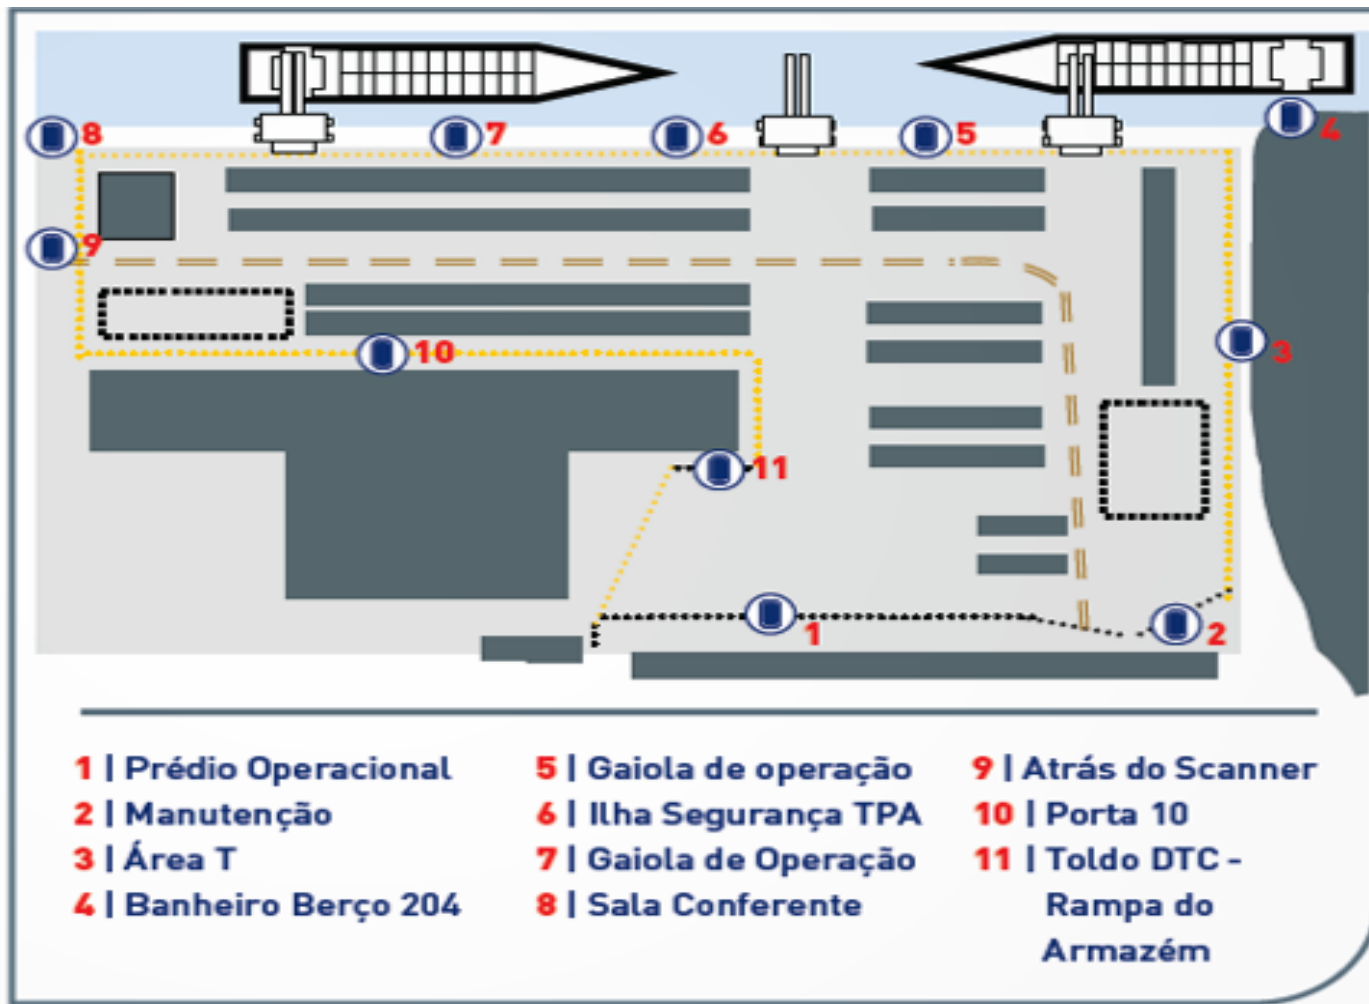 8
7
6
5
4
9
10
3
11
1
2
1 | Prédio Operacional
2 | Manutenção
3 | Área T
4 | Banheiro Berço 204
5 | Gaiola de operação
6 | Ilha Segurança TPA
7 | Gaiola de Operação
8 | Sala Conferente
9 | Atrás do Scanner
10 | Porta 10
11 | Toldo DTC -
Rampa do
Armazém